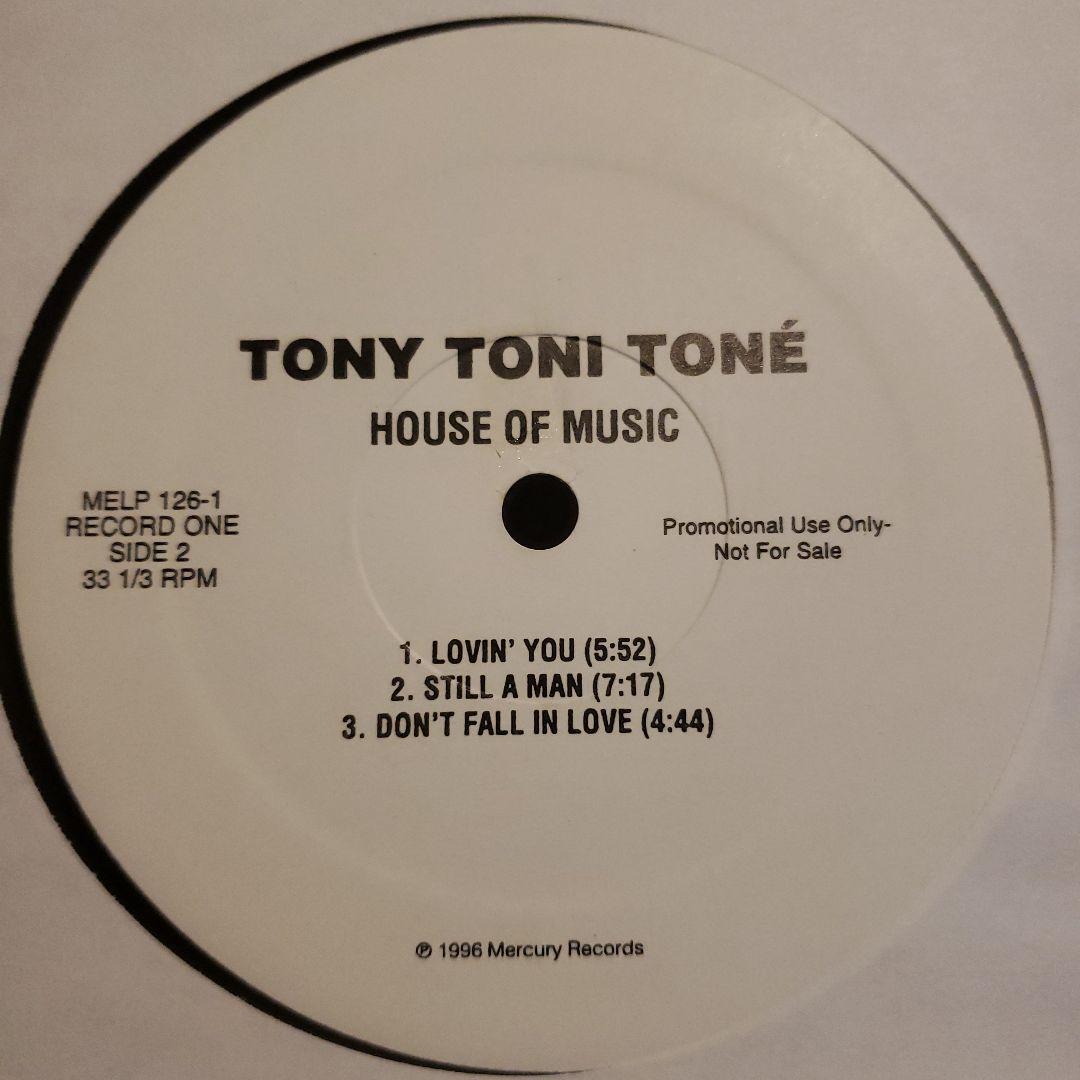 TONY TONI TONÉ
HOUSE OF MUSIC
MELP 126-1
RECORD ONE
SIDE 2
33 1/3 RPM
Promotional Use Only-
Not For Sale
1. LOVIN' YOU (5:52)
2. STILL A MAN (7:17)
3. DON'T FALL IN LOVE (4:44)
℗ 1996 Mercury Records